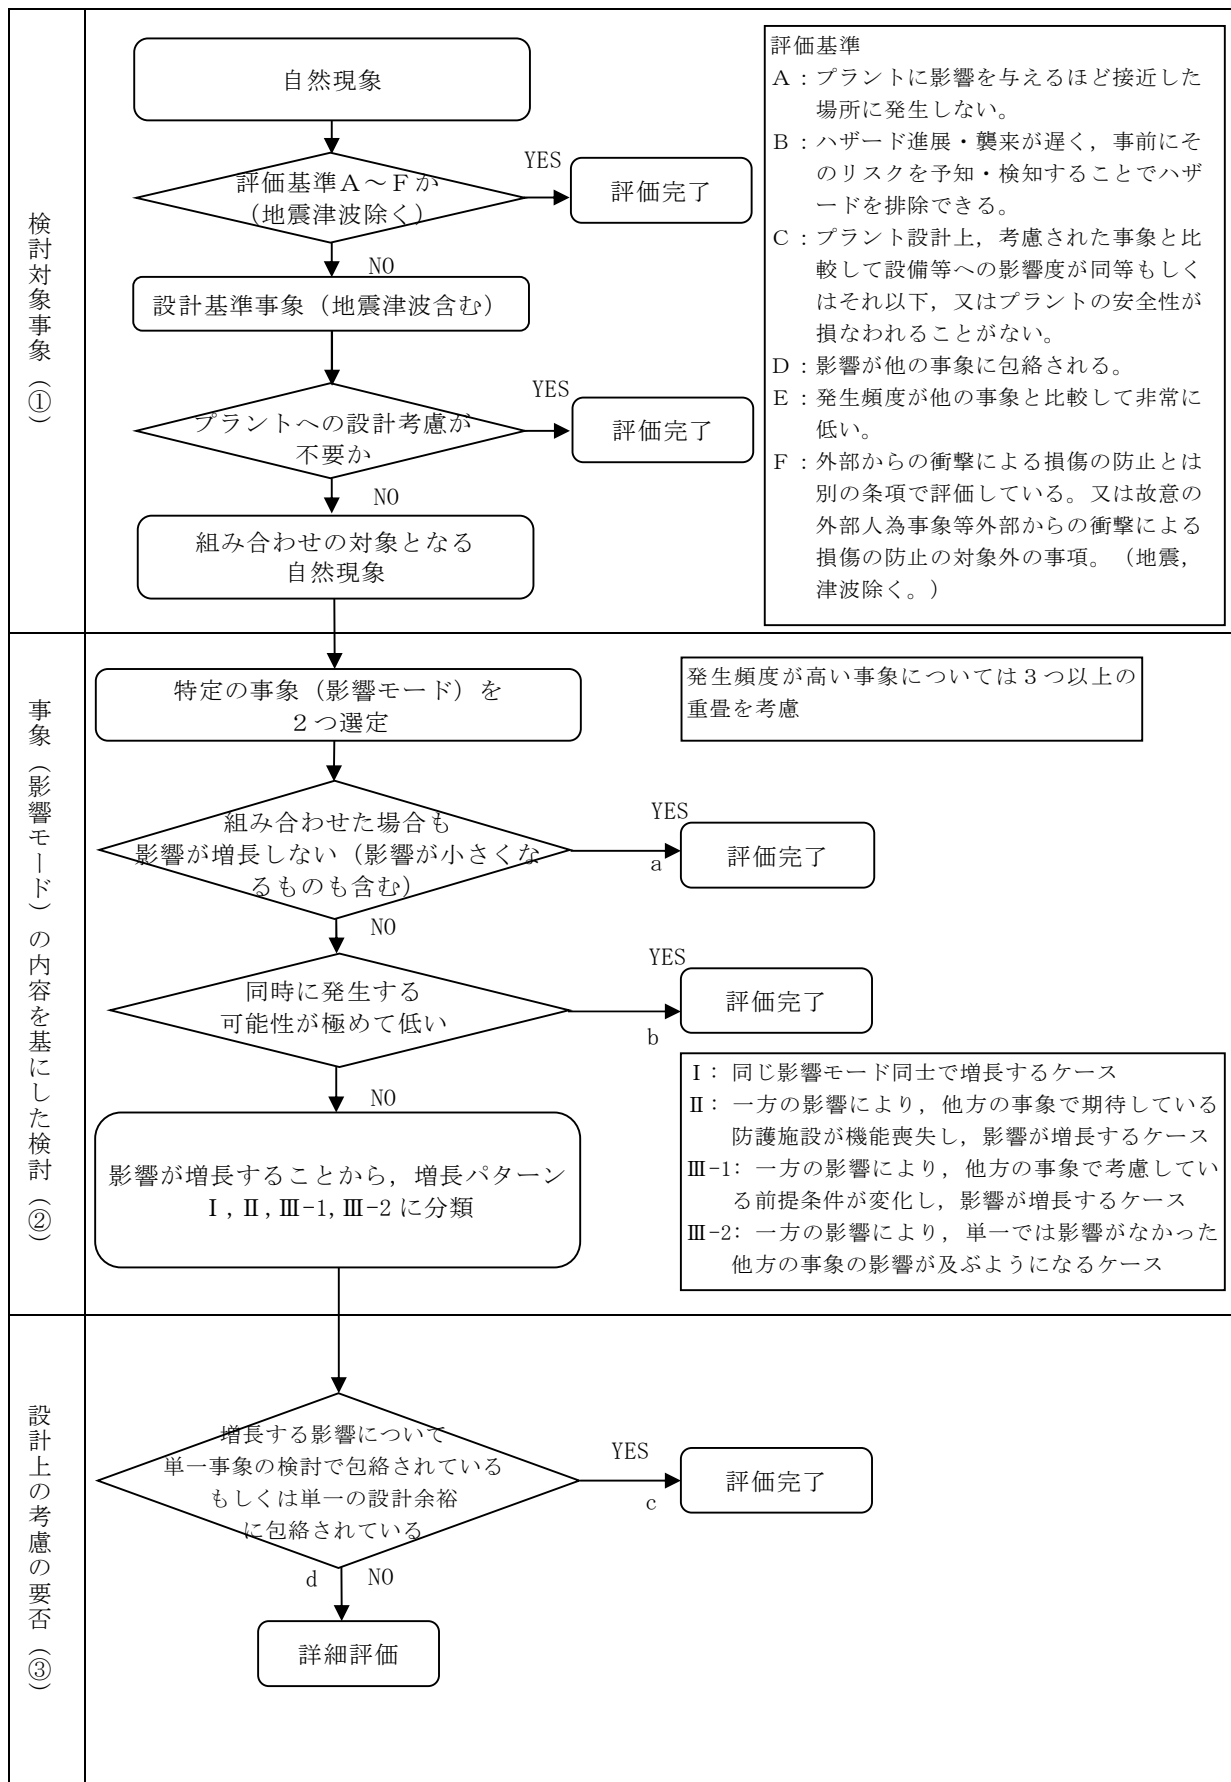 検討対象事象（①）
自然現象
評価基準Ａ～Ｆか
（地震津波除く）
YES
評価完了
NO
設計基準事象（地震津波含む）
プラントへの設計考慮が
不要か
YES
評価完了
NO
組み合わせの対象となる
自然現象
評価基準
Ａ：プラントに影響を与えるほど接近した
場所に発生しない。
Ｂ：ハザード進展・襲来が遅く，事前にそ
のリスクを予知・検知することでハザ
ードを排除できる。
Ｃ：プラント設計上，考慮された事象と比
較して設備等への影響度が同等もしく
はそれ以下，又はプラントの安全性が
損なわれることがない。
Ｄ：影響が他の事象に包絡される。
Ｅ：発生頻度が他の事象と比較して非常に
低い。
Ｆ：外部からの衝撃による損傷の防止とは
別の条項で評価している。又は故意の
外部人為事象等外部からの衝撃による
損傷の防止の対象外の事項。（地震，
津波除く。）
事象（影響モード）の内容を基にした検討（②）
特定の事象（影響モード）を
２つ選定
発生頻度が高い事象については３つ以上の
重畳を考慮
組み合わせた場合も
影響が増長しない（影響が小さくな
るものも含む）
YES
a
評価完了
NO
同時に発生する
可能性が極めて低い
YES
b
評価完了
NO
影響が増長することから，増長パターン
Ⅰ，Ⅱ，Ⅲ-1，Ⅲ-2 に分類
Ⅰ： 同じ影響モード同士で増長するケース
Ⅱ： 一方の影響により，他方の事象で期待している
防護施設が機能喪失し，影響が増長するケース
Ⅲ-1： 一方の影響により，他方の事象で考慮してい
る前提条件が変化し，影響が増長するケース
Ⅲ-2： 一方の影響により，単一では影響がなかった
他方の事象の影響が及ぶようになるケース
設計上の考慮の要否（③）
増長する影響について
単一事象の検討で包絡されている
もしくは単一の設計余裕
に包絡されている
YES
c
評価完了
d
NO
詳細評価